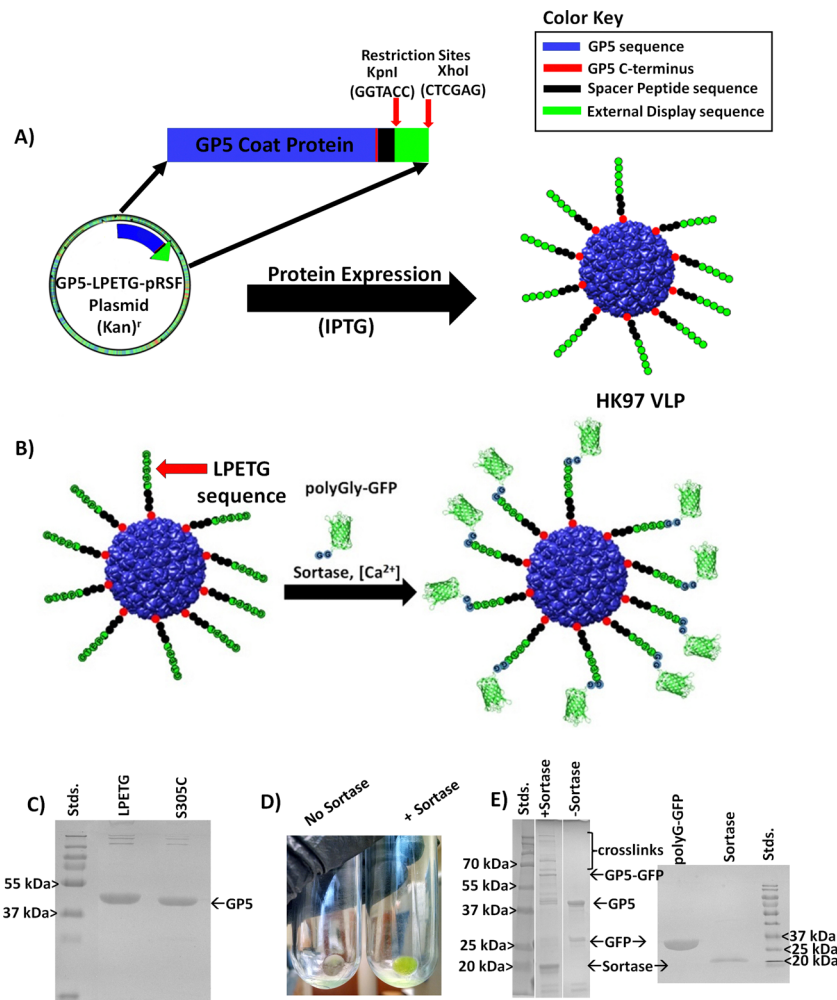 Color Key
GP5 sequence
GP5 C-terminus
Spacer Peptide sequence
External Display sequence
A)
Restriction Sites
KpnI
(GGTACC)
XhoI
(CTCGAG)
GP5 Coat Protein
GP5-LPETG-pRSF
Plasmid
(Kan)ʳ
Protein Expression
(IPTG)
HK97 VLP
B)
LPETG
sequence
polyGly-GFP
G G
Sortase, [Ca²⁺]
C)
Stds.
LPETG
S305C
55 kDa>
37 kDa>
←GP5
D)
No Sortase
+ Sortase
E)
Stds.
+Sortase
-Sortase
70 kDa>
55 kDa>
37 kDa>
25 kDa>
20 kDa>
crosslinks
←GP5-GFP
←GP5
←GFP→
←Sortase→
polyG-GFP
Sortase
Stds.
<37 kDa
<25 kDa
<20 kDa